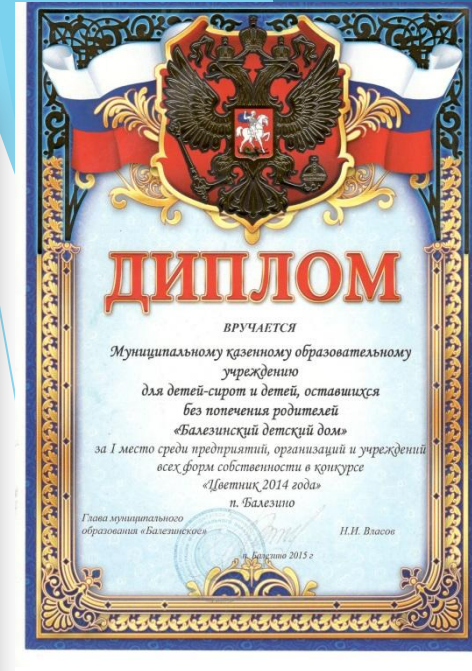 ДИПЛОМ
ВРУЧАЕТСЯ
Муниципальному казенному образовательному
учреждению
для детей-сирот и детей, оставшихся
без попечения родителей
«Балезинский детский дом»
за I место среди предприятий, организаций и учреждений
всех форм собственности в конкурсе
«Цветник 2014 года»
п. Балезино
Глава муниципального
образования «Балезинское»
Н.И. Власов
п. Балезино 2015 г